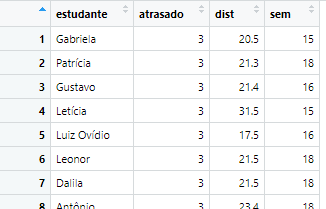 estudante atrasado dist sem
1 Gabriela 3 20.5 15
2 Patrícia 3 21.3 18
3 Gustavo 3 21.4 16
4 Letícia 3 31.5 15
5 Luiz Ovídio 3 17.5 16
6 Leonor 3 21.5 18
7 Dalila 3 21.5 18
8 Antônio 3 23.4 18